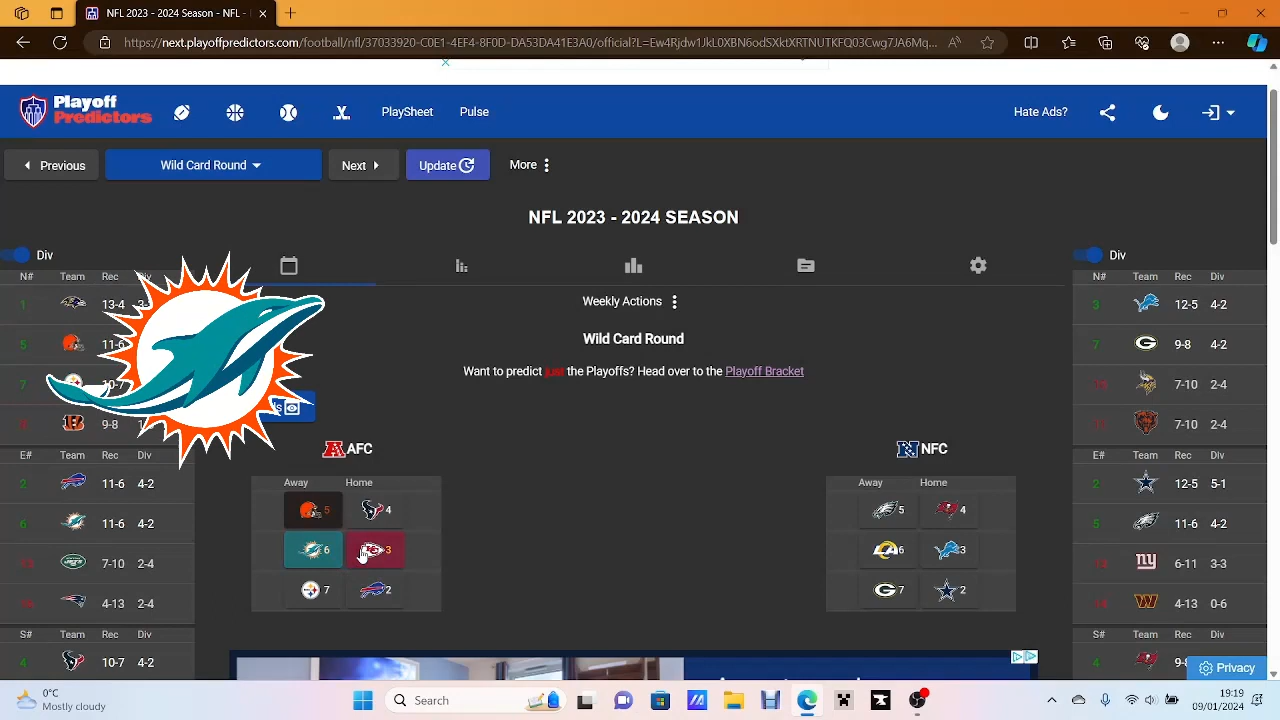 NFL 2023 - 2024 Season - NFL -
https://next.playoffpredictors.com/football/nfl/37033920-C0E1-4EF4-8F0D-DA53DA41E3A0/official?L=Ew4Rjdw1JkL0XBN6odSXktXRTNUTKFQ03Cwg7JA6Mq...
Playoff
Predictors
PlaySheet
Pulse
Hate Ads?
Previous
Wild Card Round
Next
Update
More
NFL 2023 - 2024 SEASON
Div
Div
N# Team Rec Div
1 13-4
5 11-6
7 10-7
9-8
E# Team Rec Div
2 11-6 4-2
6 11-6 4-2
7-10 2-4
4-13 2-4
S# Team Rec Div
4 10-7 4-2
Weekly Actions
Wild Card Round
Want to predict just the Playoffs? Head over to the Playoff Bracket
AFC
Away Home
5 4
6 3
7 2
NFC
Away Home
5 4
6 3
7 2
N# Team Rec Div
3 12-5 4-2
7 9-8 4-2
7-10 2-4
7-10 2-4
E# Team Rec Div
2 12-5 5-1
5 11-6 4-2
6-11 3-3
4-13 0-6
S# Team Rec Div
4
Privacy
0°C
Mostly cloudy
Search
19:19
09/01/2024